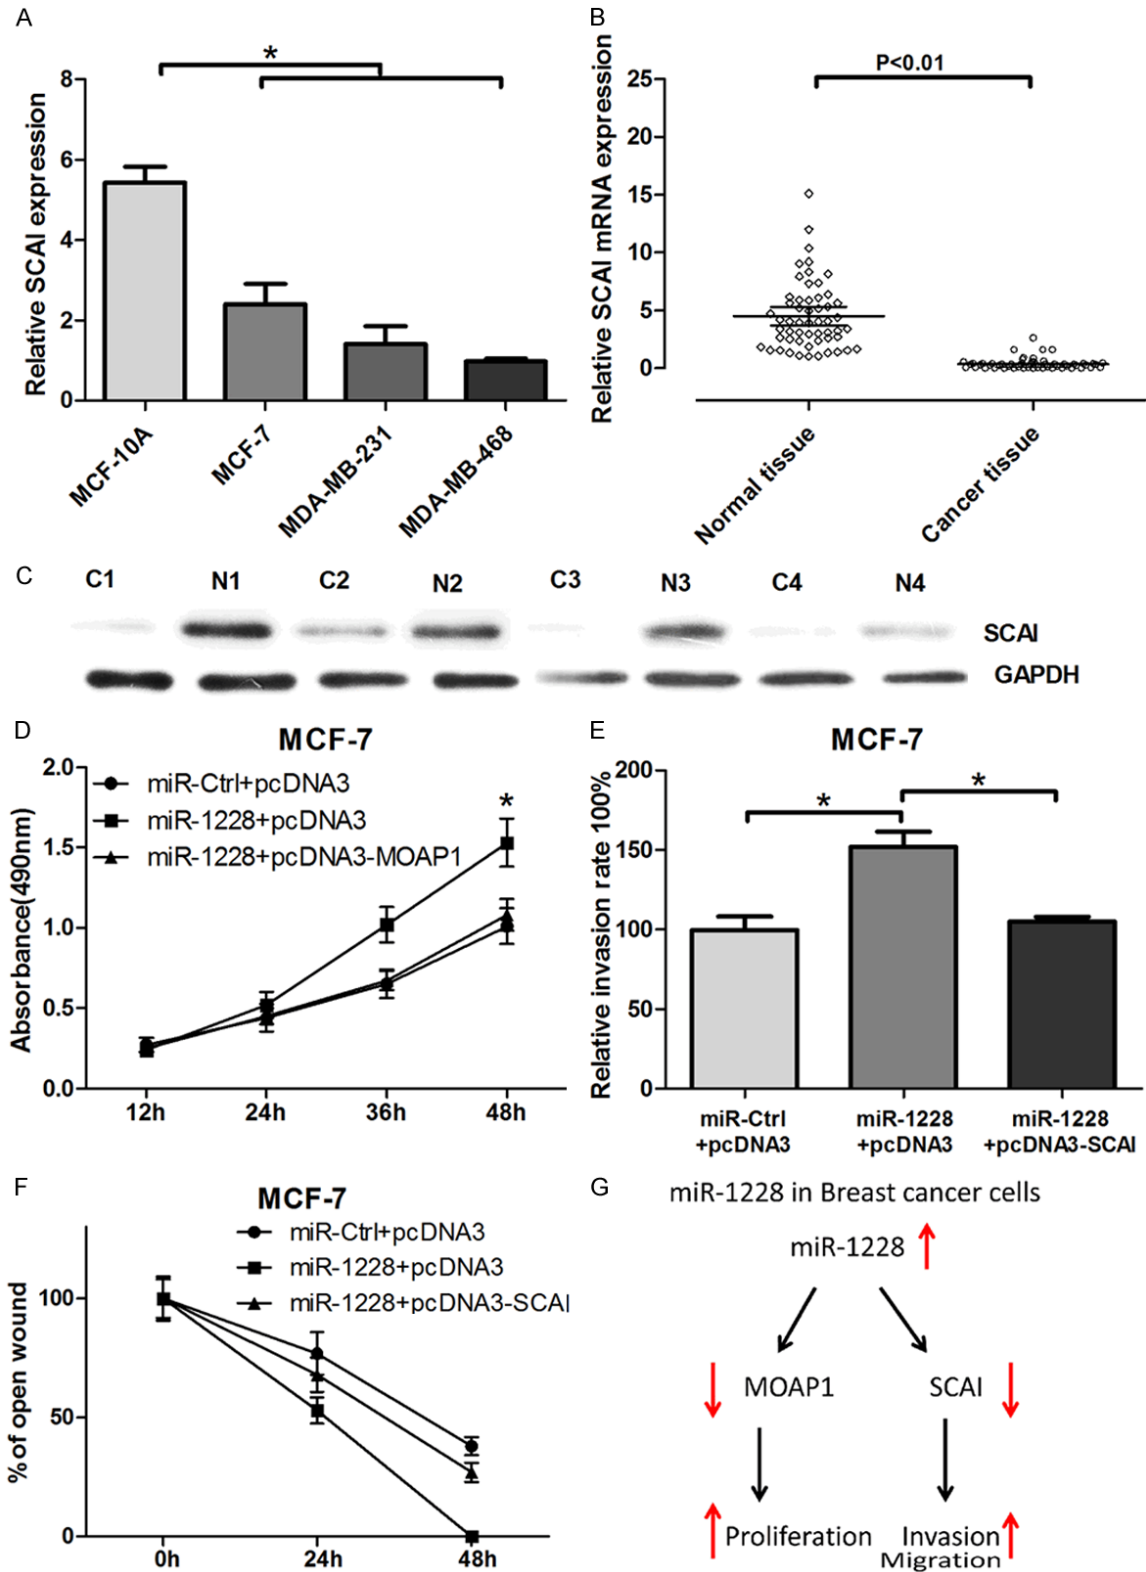 A
Relative SCAI expression
8
6
4
2
0
*
MCF-10A
MCF-7
MDA-MB-231
MDA-MB-468
B
Relative SCAI mRNA expression
25
20
15
10
5
0
P<0.01
Normal tissue
Cancer tissue
C
C1 N1 C2 N2 C3 N3 C4 N4
SCAI
GAPDH
D
MCF-7
Absorbance(490nm)
2.0
1.5
1.0
0.5
0.0
miR-Ctrl+pcDNA3
miR-1228+pcDNA3
miR-1228+pcDNA3-MOAP1
*
12h 24h 36h 48h
E
MCF-7
Relative invasion rate 100%
200
150
100
50
0
* *
miR-Ctrl
+pcDNA3
miR-1228
+pcDNA3
miR-1228
+pcDNA3-SCAI
F
MCF-7
% of open wound
100
50
0
miR-Ctrl+pcDNA3
miR-1228+pcDNA3
miR-1228+pcDNA3-SCAI
0h 24h 48h
G
miR-1228 in Breast cancer cells
miR-1228
MOAP1 SCAI
Proliferation Invasion
Migration